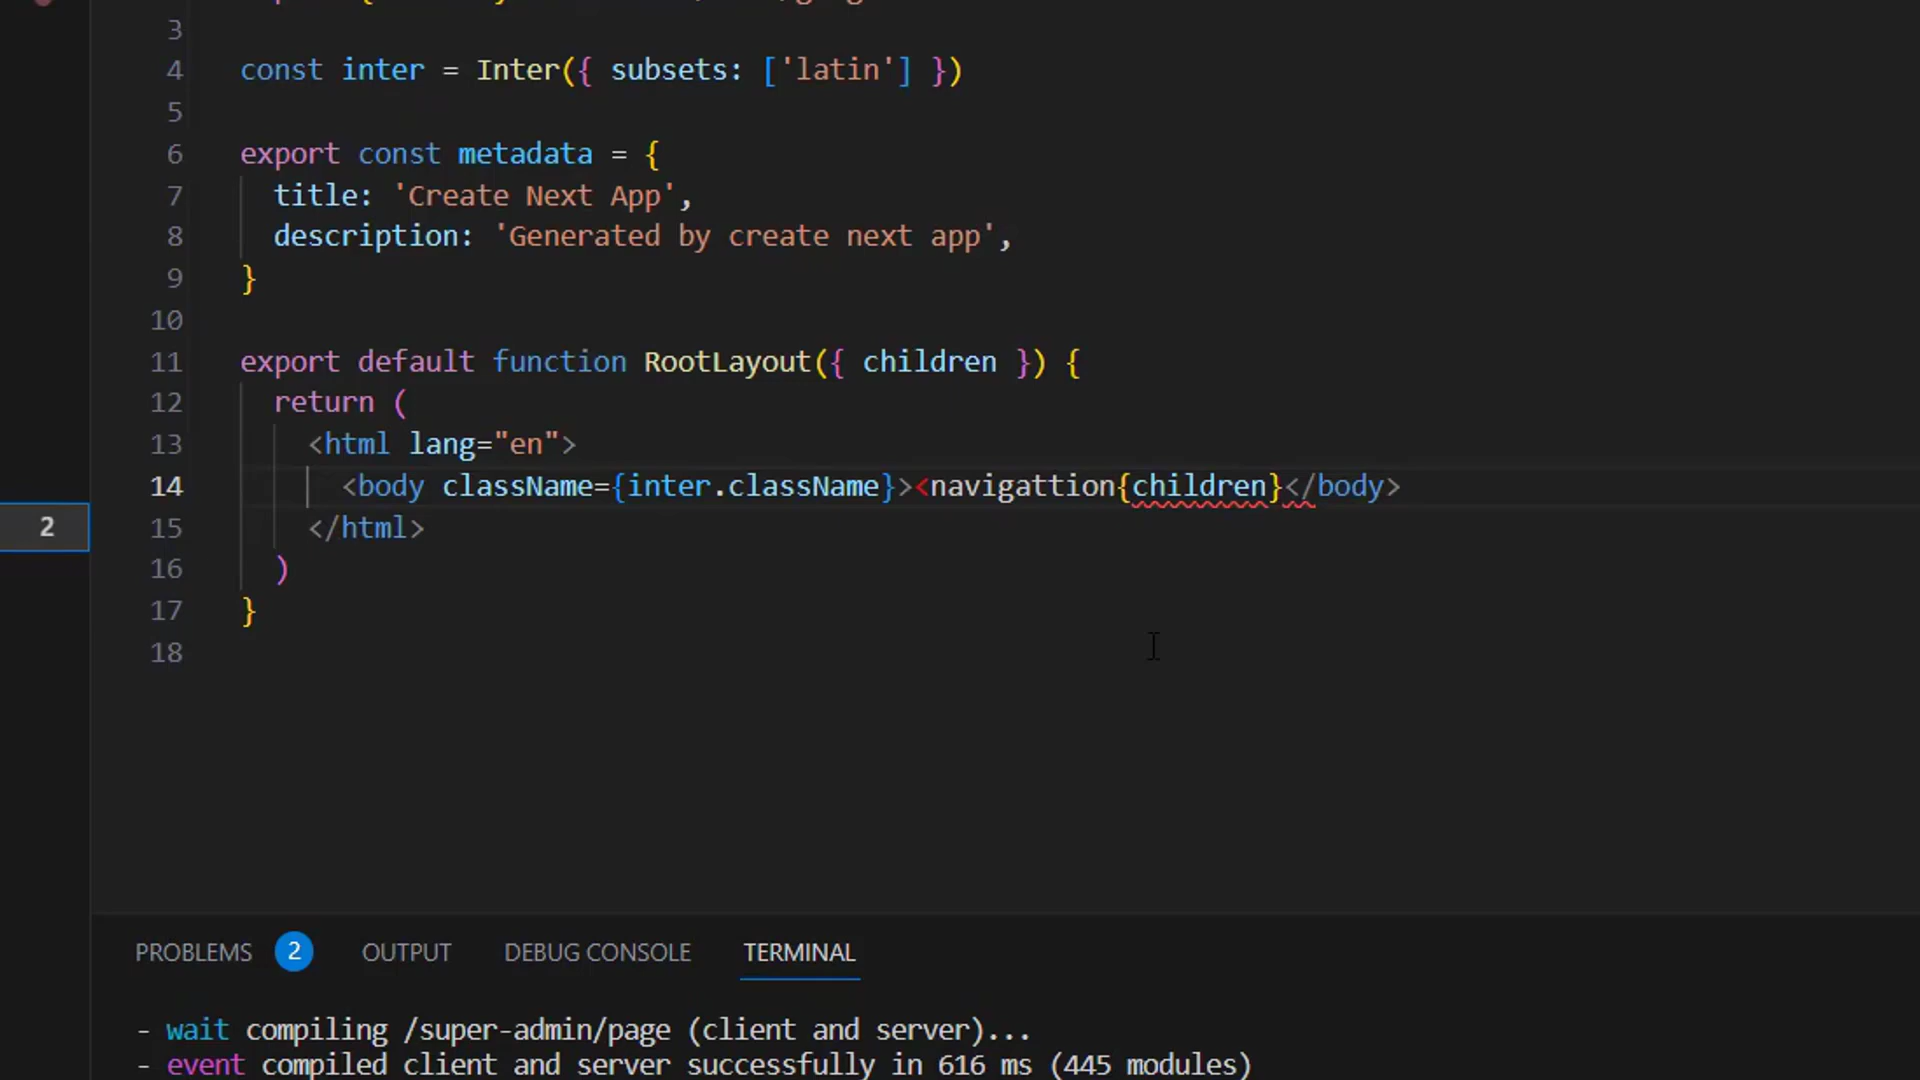 3
4 const inter = Inter({ subsets: ['latin'] })
5
6 export const metadata = {
7 title: 'Create Next App',
8 description: 'Generated by create next app',
9 }
10
11 export default function RootLayout({ children }) {
12 return (
13 <html lang="en">
14 <body className={inter.className}><navigattion{children}</body>
2
15 </html>
16 )
17 }
18
PROBLEMS 2 OUTPUT DEBUG CONSOLE TERMINAL
- wait compiling /super-admin/page (client and server)...
- event compiled client and server successfully in 616 ms (445 modules)